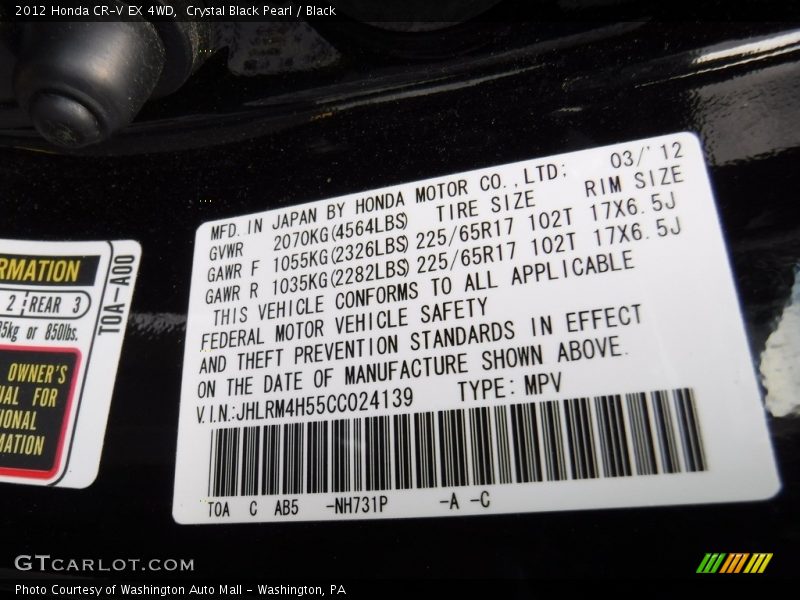 2012 Honda CR-V EX 4WD, Crystal Black Pearl / Black
MFD. IN JAPAN BY HONDA MOTOR CO.,LTD; 03/'12
GVWR 2070KG(4564LBS) TIRE SIZE RIM SIZE
GAWR F 1055KG(2326LBS) 225/65R17 102T 17X6.5J
GAWR R 1035KG(2282LBS) 225/65R17 102T 17X6.5J
THIS VEHICLE CONFORMS TO ALL APPLICABLE
FEDERAL MOTOR VEHICLE SAFETY
AND THEFT PREVENTION STANDARDS IN EFFECT
ON THE DATE OF MANUFACTURE SHOWN ABOVE.
V.I.N.:JHLRM4H55CC024139 TYPE: MPV
T0A C AB5 -NH731P -A -C
RMATION
2 REAR 3
35kg or 850lbs.
T0A-A00
OWNER'S
UAL FOR
IONAL
MATION
GTCARLOT.COM
Photo Courtesy of Washington Auto Mall - Washington, PA